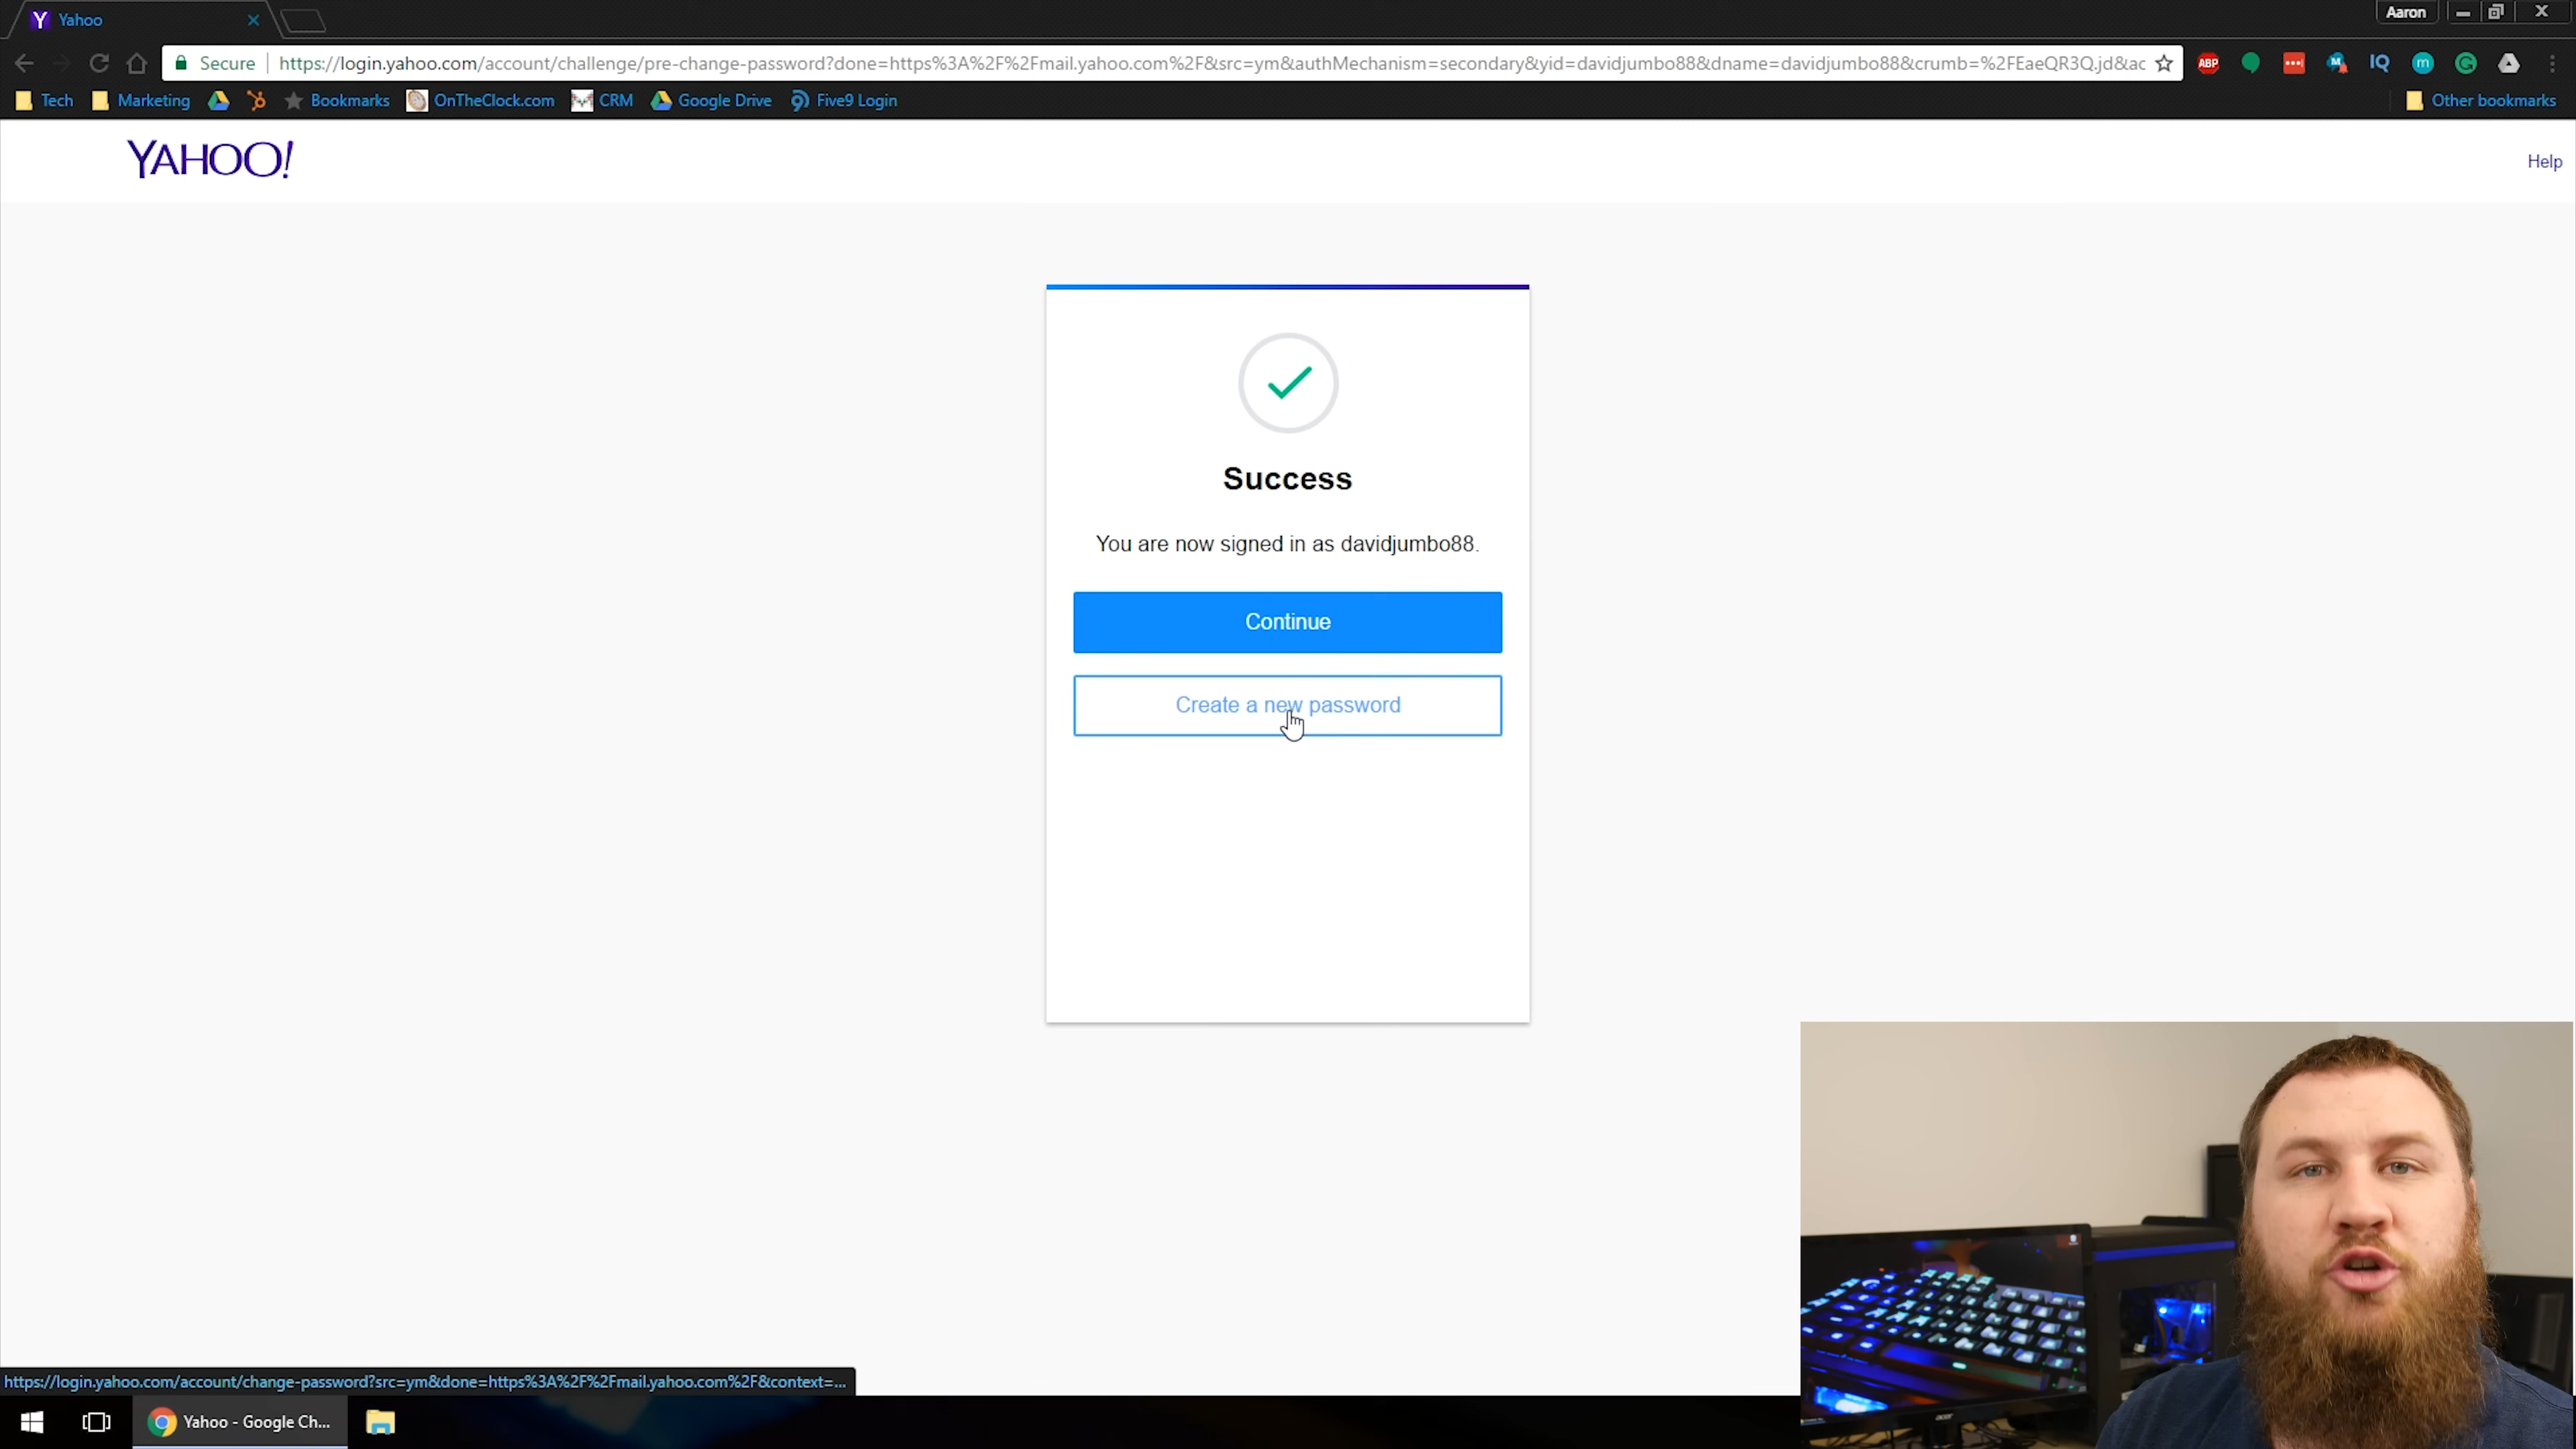 Yahoo
Aaron
Secure https://login.yahoo.com/account/challenge/pre-change-password?done=https%3A%2F%2Fmail.yahoo.com%2F&src=ym&authMechanism=secondary&yid=davidjumbo88&dname=davidjumbo88&crumb=%2FEaeQR3Q.jd&ac ABP IQ m
Tech Marketing Bookmarks OnTheClock.com CRM Google Drive Five9 Login Other bookmarks
YAHOO!
Help
Success
You are now signed in as davidjumbo88.
Continue
Create a new password
https://login.yahoo.com/account/change-password?src=ym&done=https%3A%2F%2Fmail.yahoo.com%2F&context=...
Yahoo - Google Ch...
acer